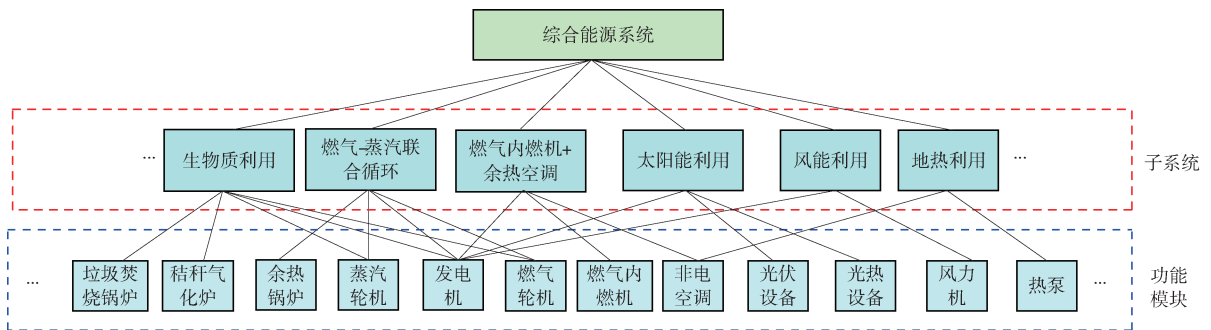 综合能源系统
...
生物质利用
燃气-蒸汽联
合循环
燃气内燃机+
余热空调
太阳能利用
风能利用
地热利用
...
子系统
...
垃圾焚
烧锅炉
秸秆气
化炉
余热
锅炉
蒸汽
轮机
发电
机
燃气
轮机
燃气内
燃机
非电
空调
光伏
设备
光热
设备
风力
机
热泵
...
功能
模块